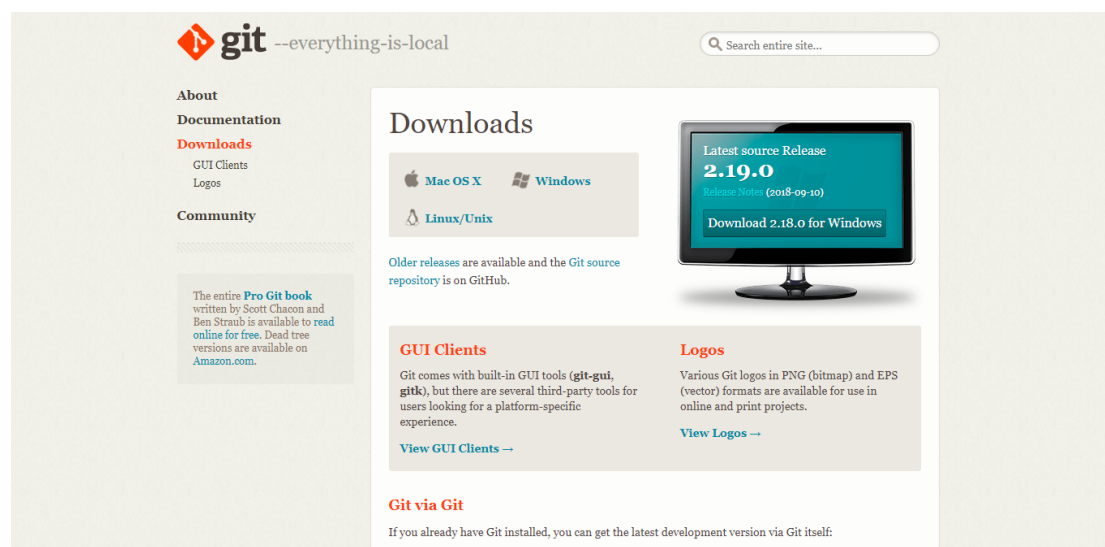 git --everything-is-local
Search entire site...
About
Documentation
Downloads
GUI Clients
Logos
Community
The entire Pro Git book
written by Scott Chacon and
Ben Straub is available to read
online for free. Dead tree
versions are available on
Amazon.com.
Downloads
Mac OS X
Windows
Linux/Unix
Older releases are available and the Git source
repository is on GitHub.
Latest source Release
2.19.0
Release Notes (2018-09-10)
Download 2.18.0 for Windows
GUI Clients
Git comes with built-in GUI tools (git-gui,
gitk), but there are several third-party tools for
users looking for a platform-specific
experience.
View GUI Clients →
Logos
Various Git logos in PNG (bitmap) and EPS
(vector) formats are available for use in
online and print projects.
View Logos →
Git via Git
If you already have Git installed, you can get the latest development version via Git itself: